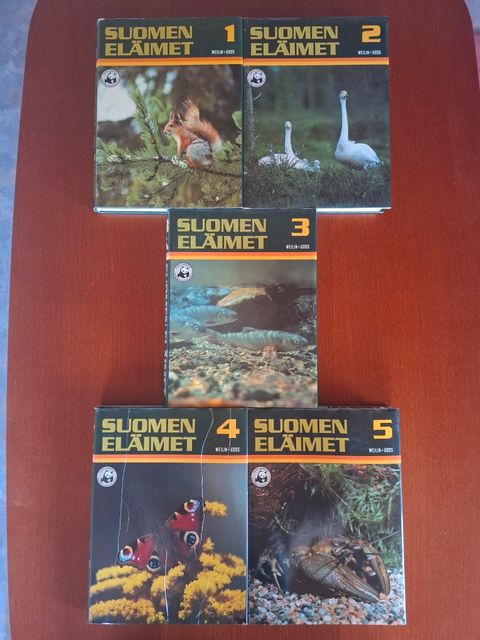 SUOMEN 1
ELÄIMET
WEILIN+GÖÖS
SUOMEN 2
ELÄIMET
WEILIN+GÖÖS
SUOMEN 3
ELÄIMET
WEILIN+GÖÖS
SUOMEN 4
ELÄIMET
WEILIN+GÖÖS
SUOMEN 5
ELÄIMET
WEILIN+GÖÖS